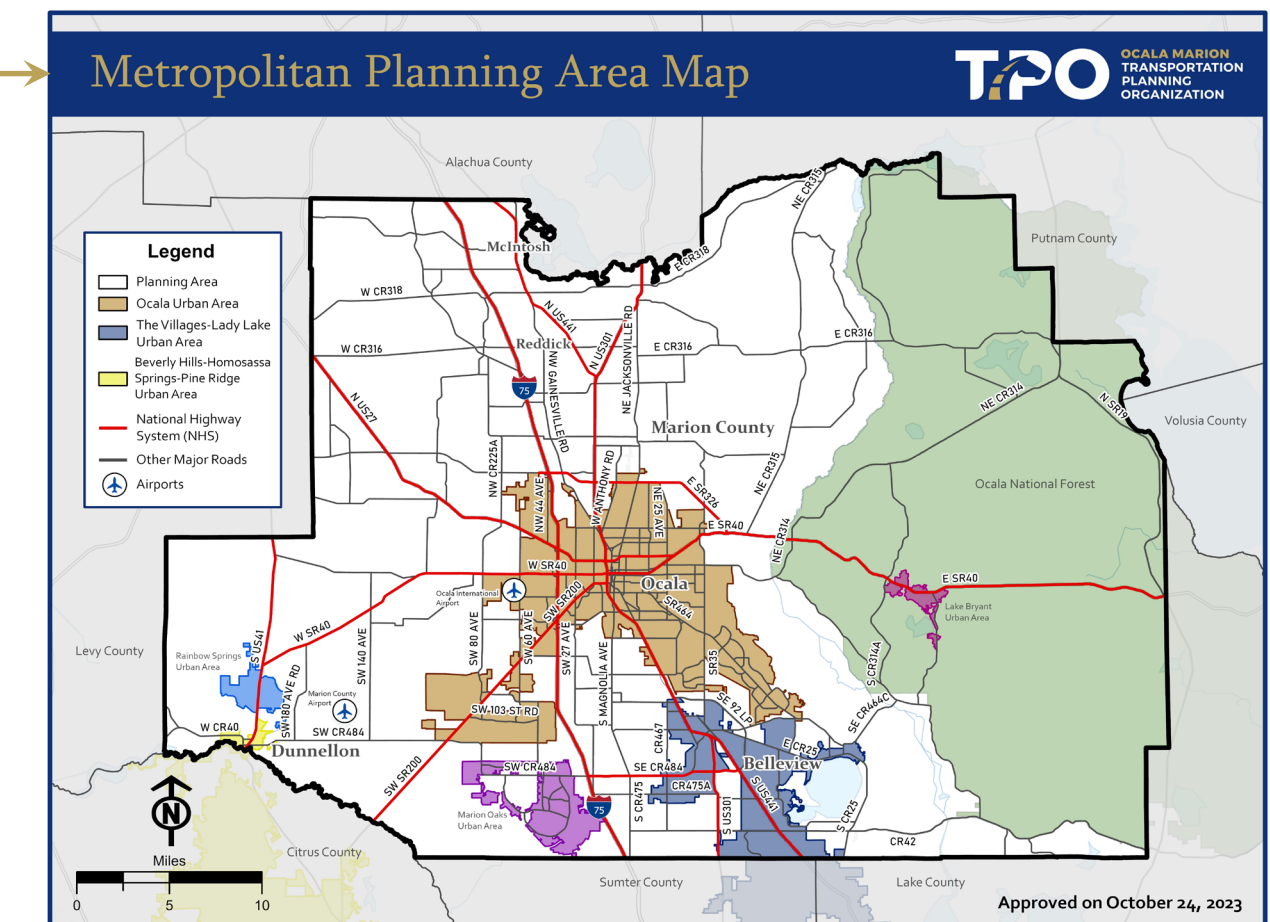 Metropolitan Planning Area Map
TPO
OCALA MARION
TRANSPORTATION
PLANNING
ORGANIZATION
Alachua County
Putnam County
Volusia County
Levy County
Citrus County
Sumter County
Lake County
Legend
Planning Area
Ocala Urban Area
The Villages-Lady Lake
Urban Area
Beverly Hills-Homosassa
Springs-Pine Ridge
Urban Area
National Highway
System (NHS)
Other Major Roads
Airports
McIntosh
NE CR315
E CR318
W CR318
N US441
N US301
NE JACKSONVILLE RD
Reddick
W CR316
E CR316
E CR316
75
NW GAINESVILLE RD
N US27
NE CR314
N SR19
Marion County
NW CR225A
NW 44 AVE
W ANTHONY RD
NE 25 AVE
E SR326
NE CR315
Ocala National Forest
E SR40
NE CR314
W SR40
Ocala
Ocala International
Airport
SW SR200
SR464
E SR40
Lake Bryant
Urban Area
W SR40
S US41
SW 140 AVE
SW 80 AVE
SW 60 AVE
SW 27 AVE
S MAGNOLIA AVE
SR35
S CR314A
Rainbow Springs
Urban Area
SW 180 AVE RD
Marion County
Airport
SW 103 ST RD
SE 92 LP
SE CR464C
W CR40
SW CR484
Dunnellon
CR467
E CR25
Belleview
SW SR200
SW CR484
SE CR484
CR475A
S CR475
S US301
S US441
S CR25
Marion Oaks
Urban Area
75
CR42
N
Miles
0 5 10
Approved on October 24, 2023